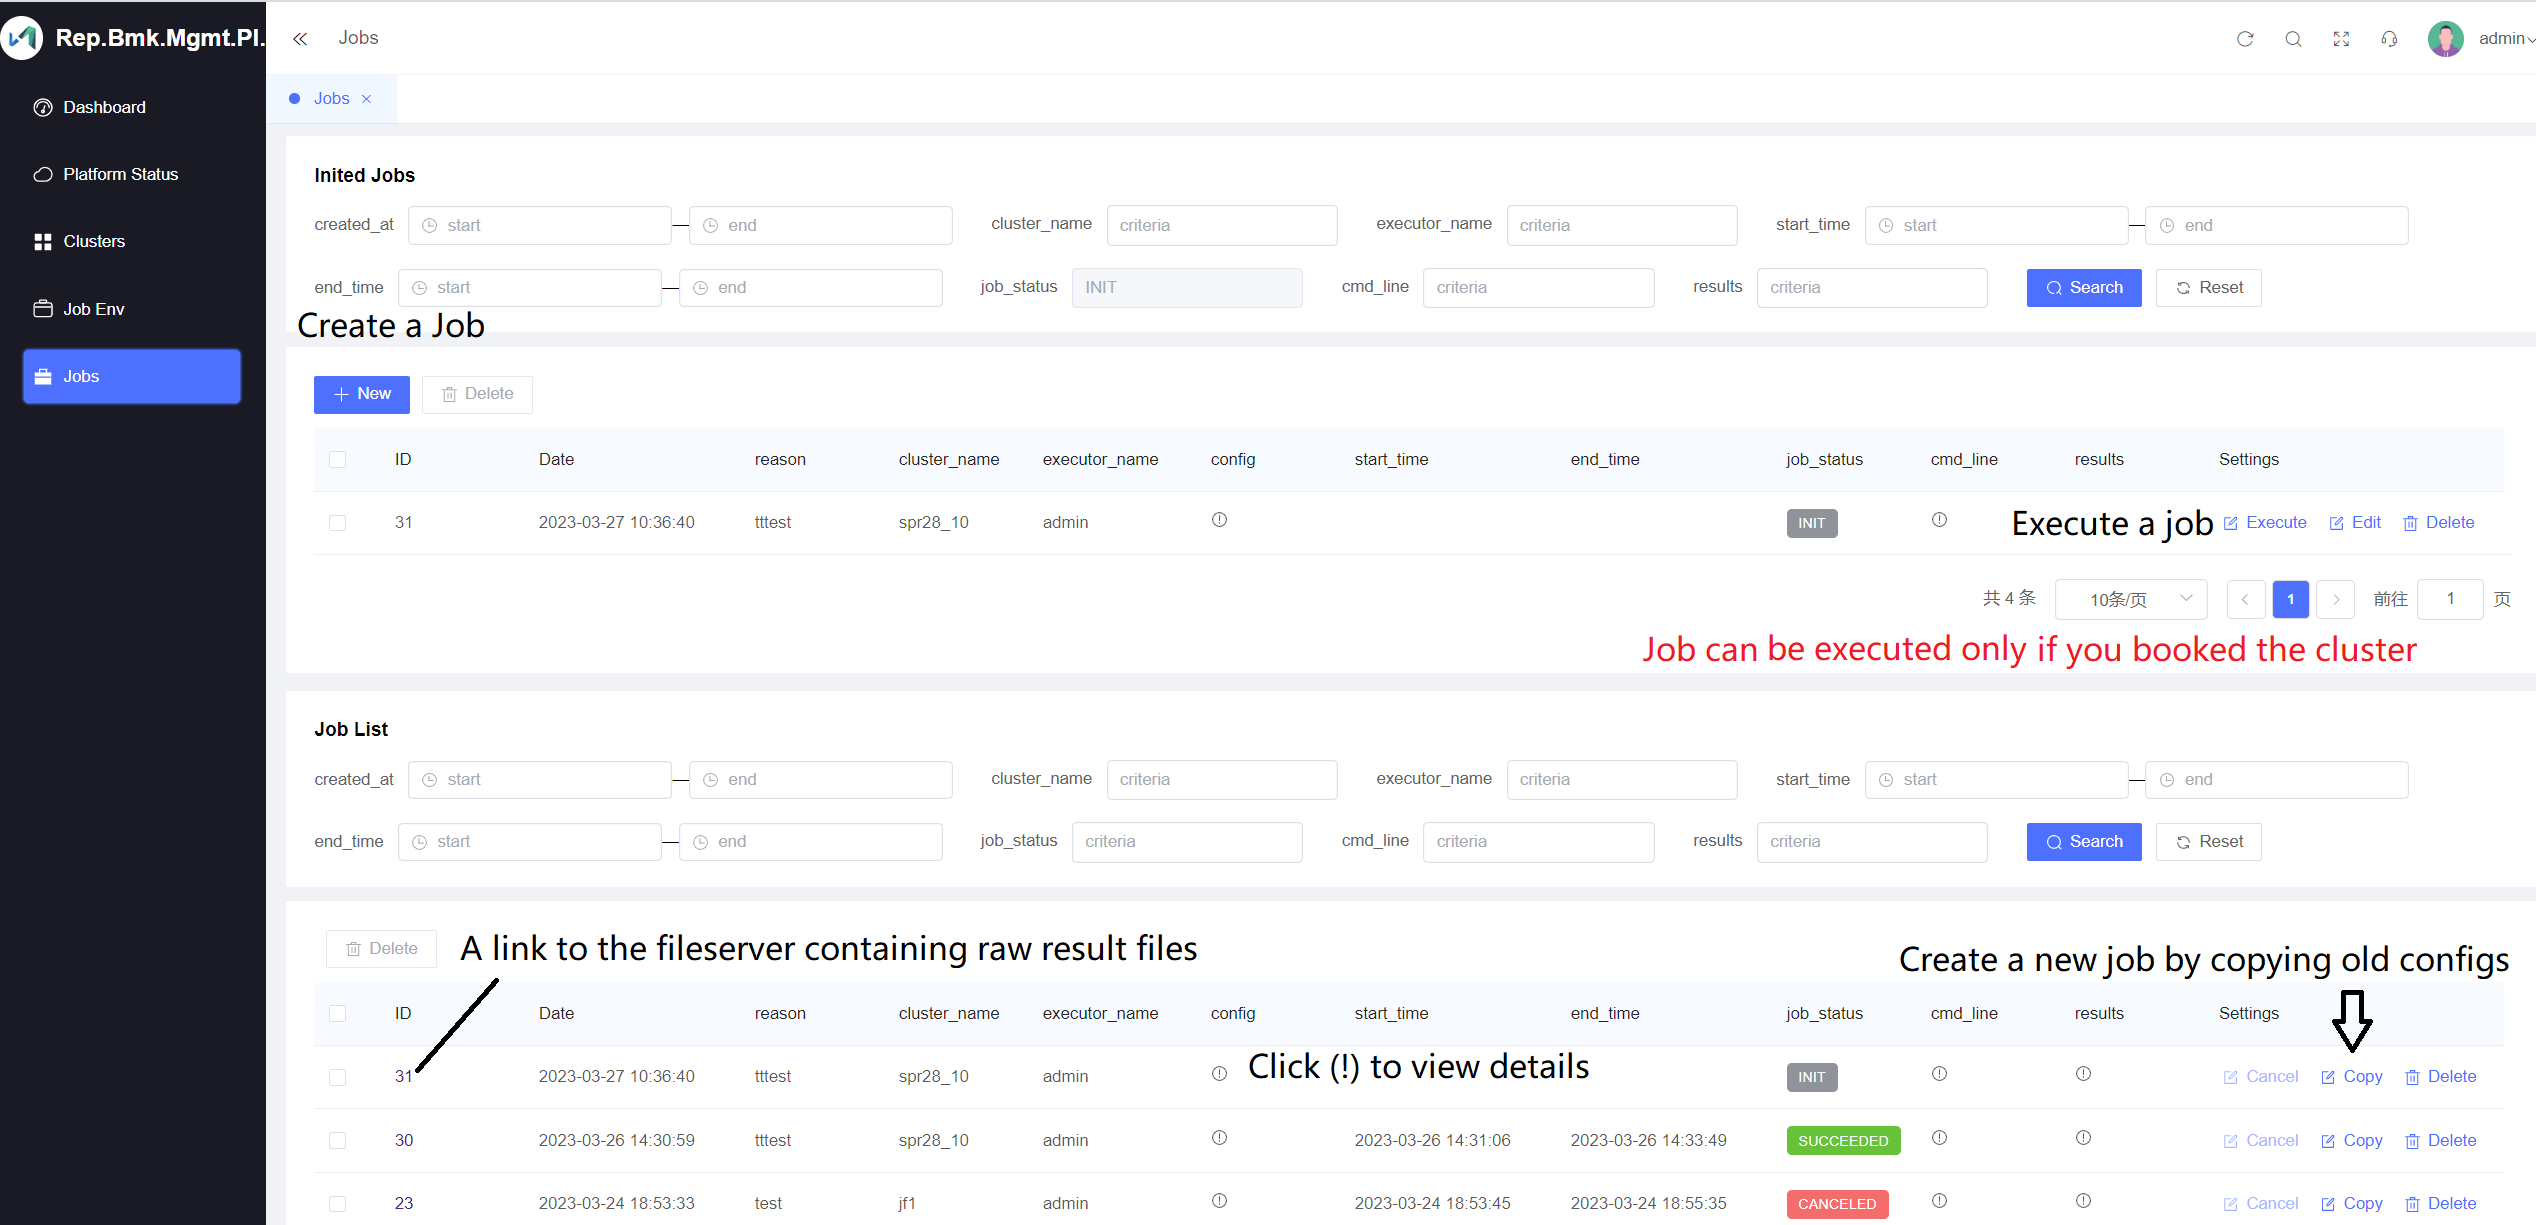 Rep.Bmk.Mgmt.Pl.
Jobs
admin
Dashboard
Platform Status
Clusters
Job Env
Jobs
Jobs
Inited Jobs
created_at start end cluster_name criteria executor_name criteria start_time start end
end_time start end job_status INIT cmd_line criteria results criteria Search Reset
Create a Job
New Delete
ID Date reason cluster_name executor_name config start_time end_time job_status cmd_line results Settings
31 2023-03-27 10:36:40 tttest spr28_10 admin INIT Execute a job Execute Edit Delete
共 4 条 10条/页 1 前往 1 页
Job can be executed only if you booked the cluster
Job List
created_at start end cluster_name criteria executor_name criteria start_time start end
end_time start end job_status criteria cmd_line criteria results criteria Search Reset
Delete A link to the fileserver containing raw result files
Create a new job by copying old configs
ID Date reason cluster_name executor_name config start_time end_time job_status cmd_line results Settings
31 2023-03-27 10:36:40 tttest spr28_10 admin Click (!) to view details INIT Cancel Copy Delete
30 2023-03-26 14:30:59 tttest spr28_10 admin 2023-03-26 14:31:06 2023-03-26 14:33:49 SUCCEEDED Cancel Copy Delete
23 2023-03-24 18:53:33 test jf1 admin 2023-03-24 18:53:45 2023-03-24 18:55:35 CANCELED Cancel Copy Delete